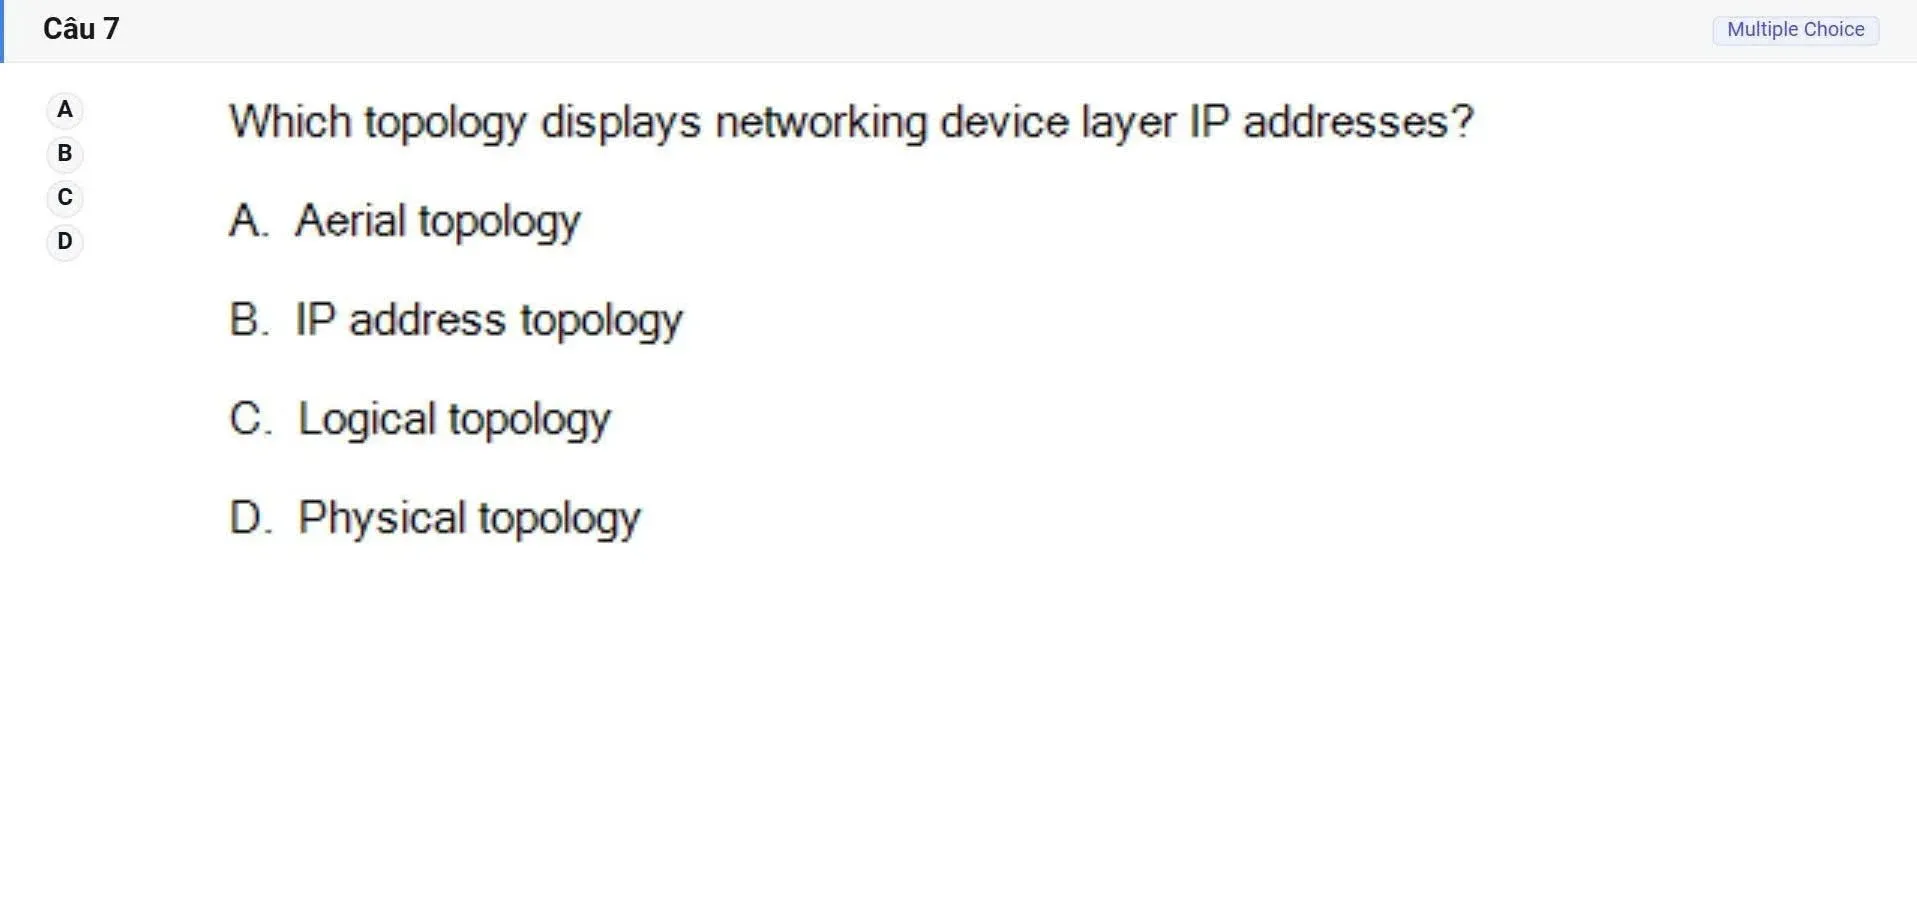 Câu 7
Multiple Choice
A
B
C
D
Which topology displays networking device layer IP addresses?
A. Aerial topology
B. IP address topology
C. Logical topology
D. Physical topology